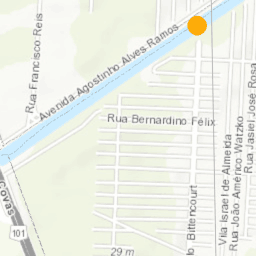 Avenida Agostinho Alves Ramos
Rua Francisco Reis
Rua Bernardino Félix
Vila Israel de Almeida
Rua João Américo Watzko
Rua Jasiel José Rosa
lo Bittencourt
101
29 m